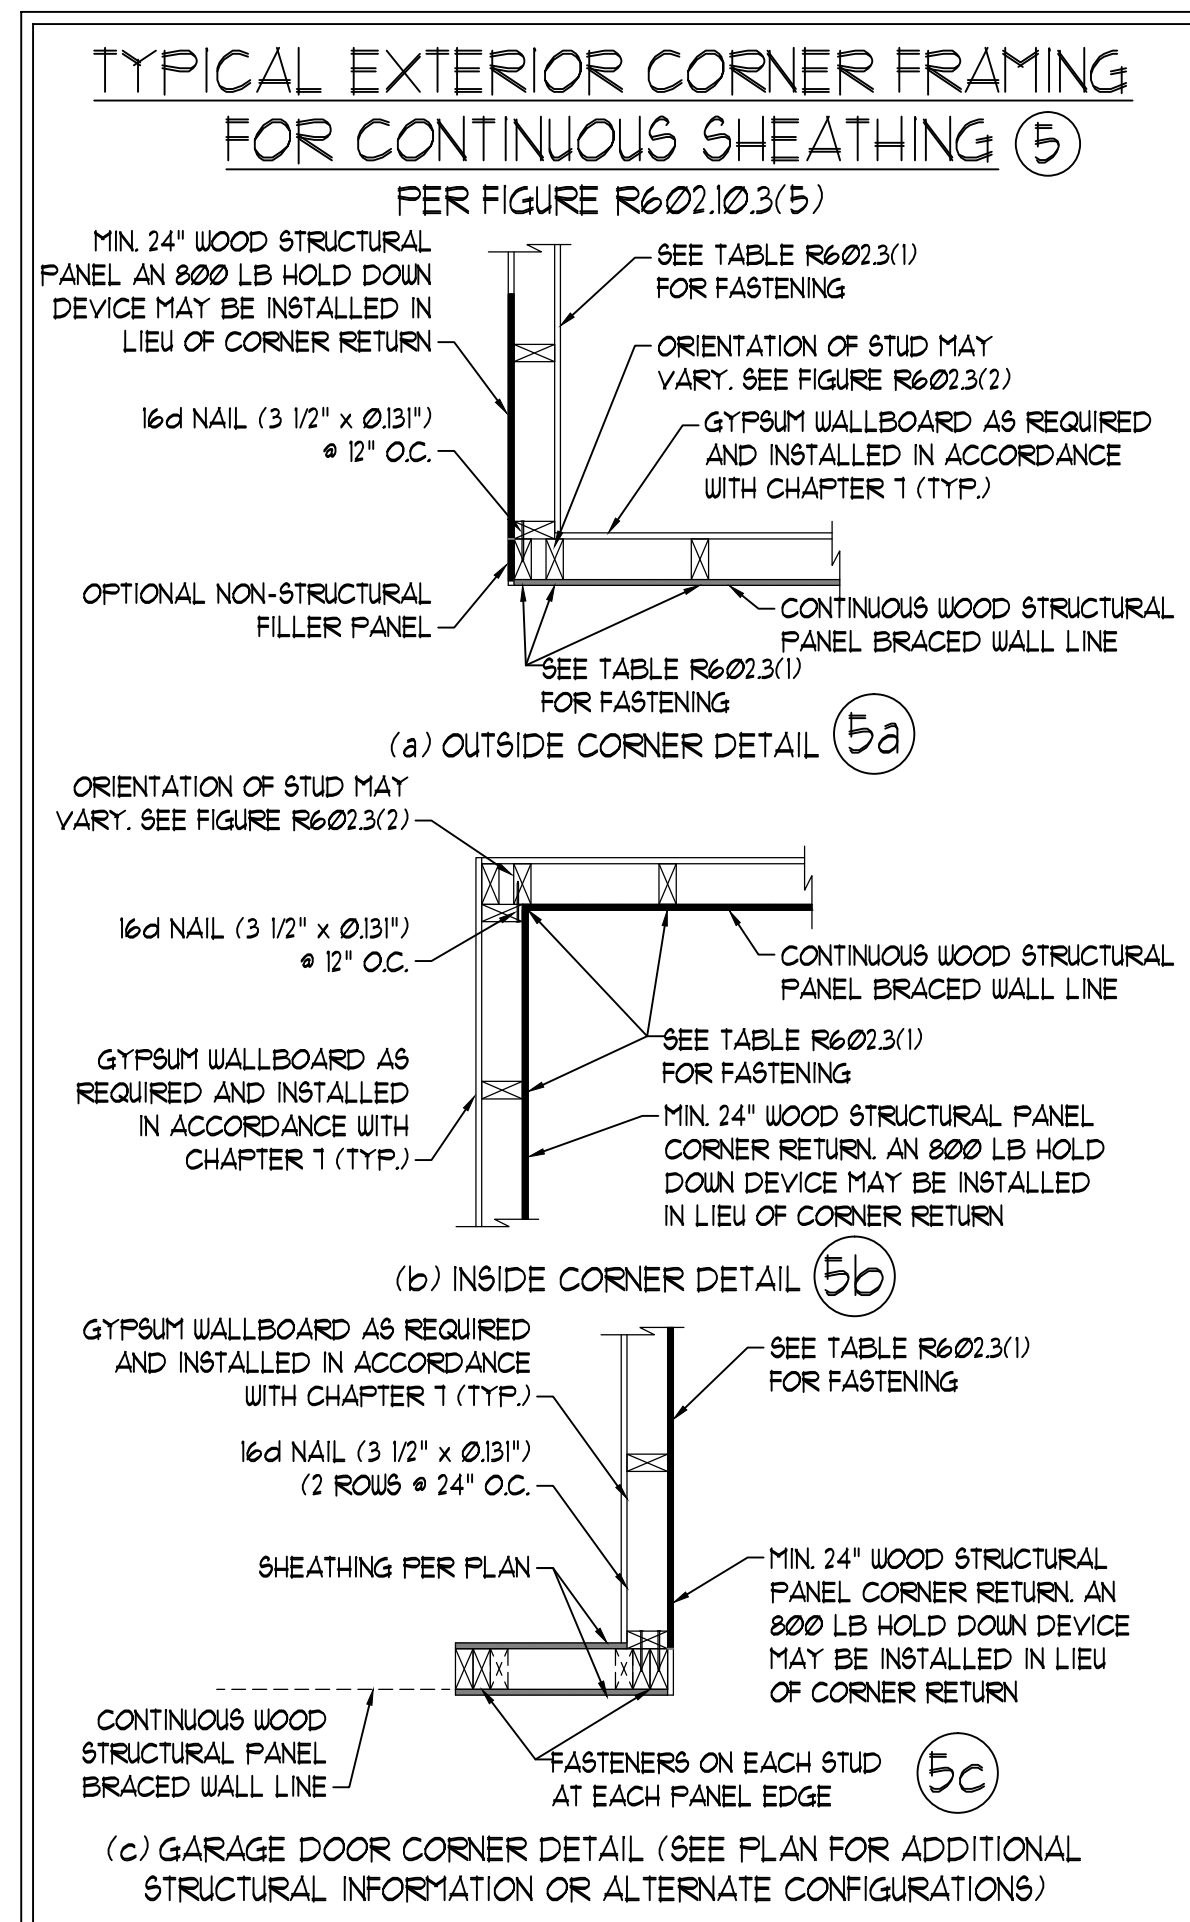 TYPICAL EXTERIOR CORNER FRAMING
FOR CONTINUOUS SHEATHING 5
PER FIGURE R602.10.3(5)
MIN. 24" WOOD STRUCTURAL
PANEL AN 800 LB HOLD DOWN
DEVICE MAY BE INSTALLED IN
LIEU OF CORNER RETURN
SEE TABLE R602.3(1)
FOR FASTENING
ORIENTATION OF STUD MAY
VARY. SEE FIGURE R602.3(2)
16d NAIL (3 1/2" x 0.131")
@ 12" O.C.
GYPSUM WALLBOARD AS REQUIRED
AND INSTALLED IN ACCORDANCE
WITH CHAPTER 7 (TYP.)
OPTIONAL NON-STRUCTURAL
FILLER PANEL
CONTINUOUS WOOD STRUCTURAL
PANEL BRACED WALL LINE
SEE TABLE R602.3(1)
FOR FASTENING
(a) OUTSIDE CORNER DETAIL 5a
ORIENTATION OF STUD MAY
VARY. SEE FIGURE R602.3(2)
16d NAIL (3 1/2" x 0.131")
@ 12" O.C.
CONTINUOUS WOOD STRUCTURAL
PANEL BRACED WALL LINE
SEE TABLE R602.3(1)
FOR FASTENING
GYPSUM WALLBOARD AS
REQUIRED AND INSTALLED
IN ACCORDANCE WITH
CHAPTER 7 (TYP.)
MIN. 24" WOOD STRUCTURAL PANEL
CORNER RETURN. AN 800 LB HOLD
DOWN DEVICE MAY BE INSTALLED
IN LIEU OF CORNER RETURN
(b) INSIDE CORNER DETAIL 5b
GYPSUM WALLBOARD AS REQUIRED
AND INSTALLED IN ACCORDANCE
WITH CHAPTER 7 (TYP.)
SEE TABLE R602.3(1)
FOR FASTENING
16d NAIL (3 1/2" x 0.131")
(2 ROWS @ 24" O.C.
SHEATHING PER PLAN
MIN. 24" WOOD STRUCTURAL
PANEL CORNER RETURN. AN
800 LB HOLD DOWN DEVICE
MAY BE INSTALLED IN LIEU
OF CORNER RETURN
CONTINUOUS WOOD
STRUCTURAL PANEL
BRACED WALL LINE
FASTENERS ON EACH STUD
AT EACH PANEL EDGE
5c
(c) GARAGE DOOR CORNER DETAIL (SEE PLAN FOR ADDITIONAL
STRUCTURAL INFORMATION OR ALTERNATE CONFIGURATIONS)